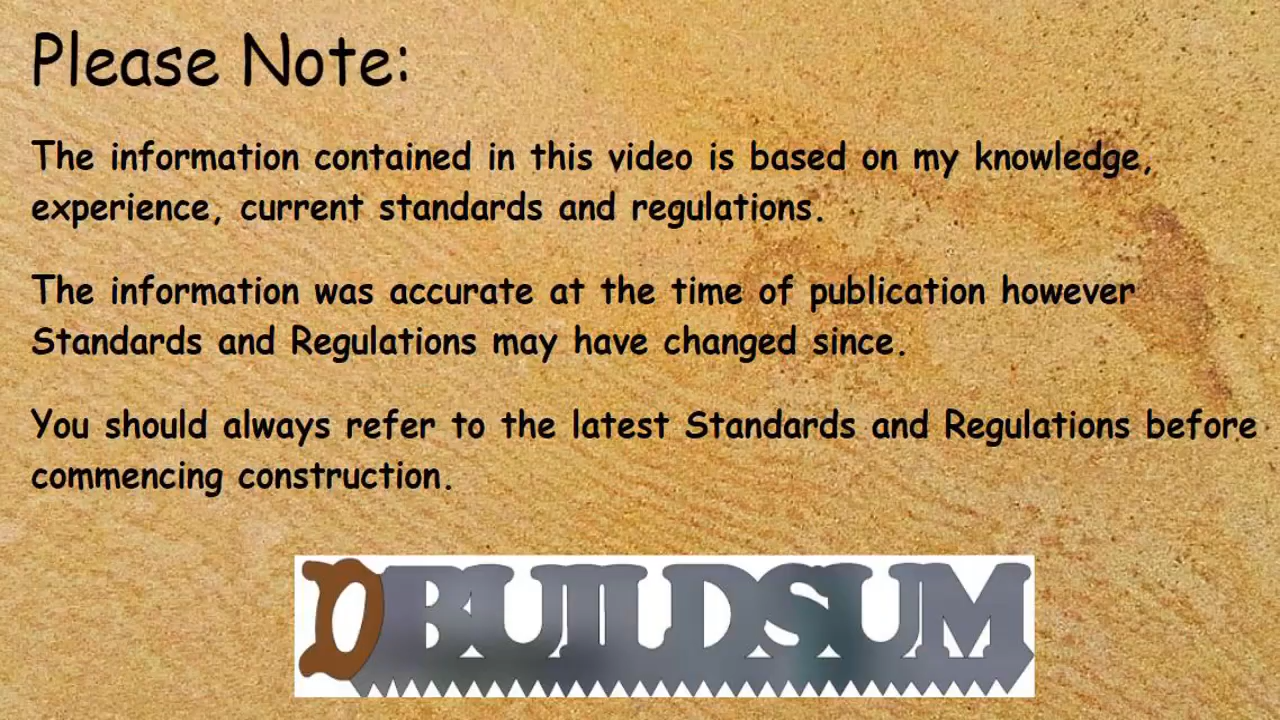 Please Note:
The information contained in this video is based on my knowledge,
experience, current standards and regulations.
The information was accurate at the time of publication however
Standards and Regulations may have changed since.
You should always refer to the latest Standards and Regulations before
commencing construction.
BUILDSUM